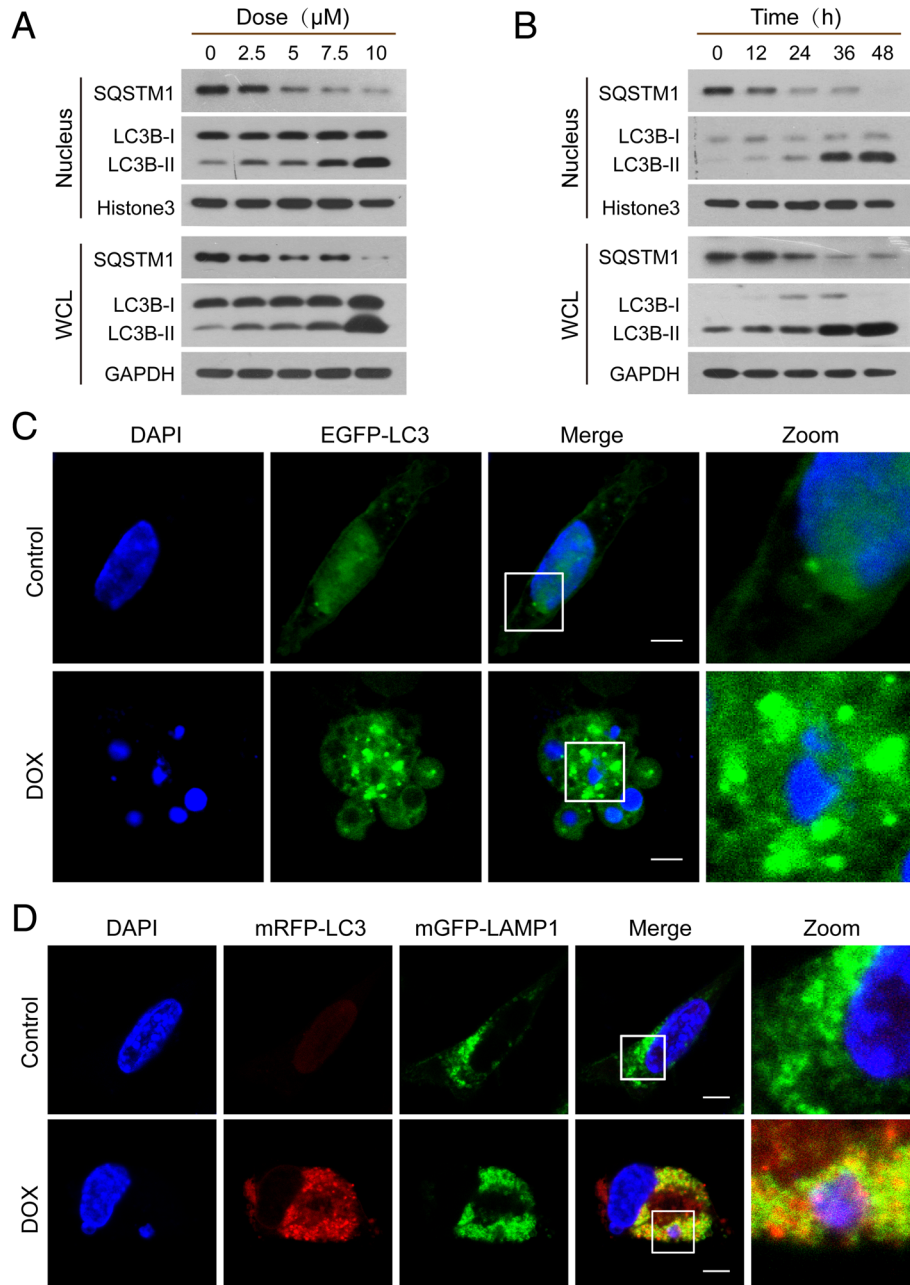 A
Dose （μM）
0 2.5 5 7.5 10
Nucleus
SQSTM1
LC3B-I
LC3B-II
Histone3
WCL
SQSTM1
LC3B-I
LC3B-II
GAPDH
B
Time（h）
0 12 24 36 48
Nucleus
SQSTM1
LC3B-I
LC3B-II
Histone3
WCL
SQSTM1
LC3B-I
LC3B-II
GAPDH
C
DAPI EGFP-LC3 Merge Zoom
Control
DOX
D
DAPI mRFP-LC3 mGFP-LAMP1 Merge Zoom
Control
DOX